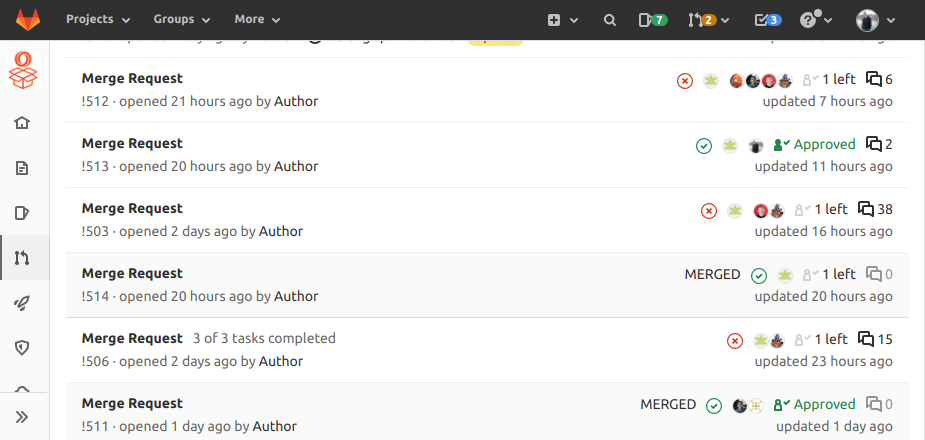 Projects Groups More 7 2 3
Merge Request 1 left 6
!512 · opened 21 hours ago by Author updated 7 hours ago
Merge Request Approved 2
!513 · opened 20 hours ago by Author updated 11 hours ago
Merge Request 1 left 38
!503 · opened 2 days ago by Author updated 16 hours ago
Merge Request MERGED 1 left 0
!514 · opened 20 hours ago by Author updated 20 hours ago
Merge Request 3 of 3 tasks completed 1 left 15
!506 · opened 2 days ago by Author updated 23 hours ago
Merge Request MERGED Approved 0
!511 · opened 1 day ago by Author updated 1 day ago